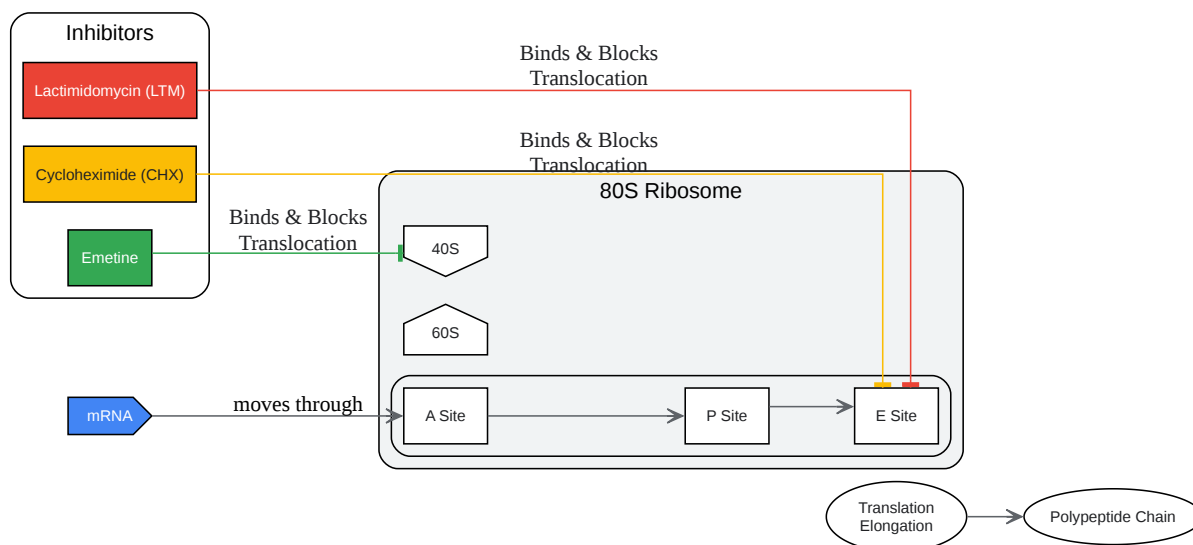 Inhibitors
Lactimidomycin (LTM)
Binds & Blocks
Translocation
Cycloheximide (CHX)
Binds & Blocks
Translocation
80S Ribosome
Emetine
Binds & Blocks
Translocation
40S
60S
mRNA
moves through
A Site
P Site
E Site
Translation
Elongation
Polypeptide Chain